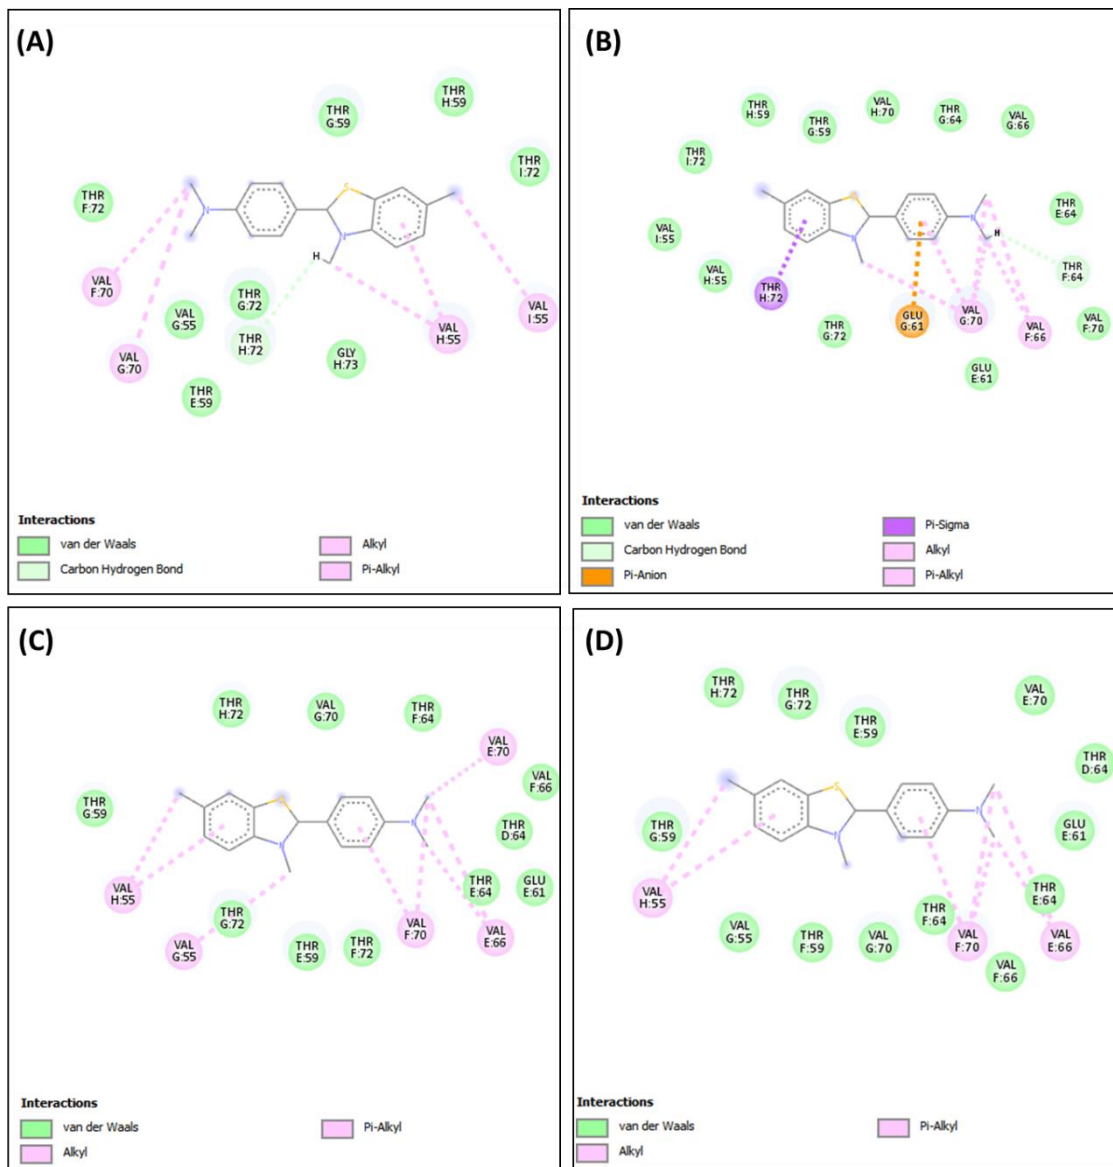 (A)
THR
H:59
THR
G:59
THR
I:72
S
THR
F:72
N
N
H
VAL
F:70
THR
G:72
VAL
G:55
VAL
I:55
THR
H:72
VAL
H:55
GLY
H:73
VAL
G:70
THR
E:59
Interactions
van der Waals
Carbon Hydrogen Bond
Alkyl
Pi-Alkyl
(B)
THR
H:59
THR
G:59
VAL
H:70
THR
G:64
VAL
G:66
THR
I:72
S
N
N
H
THR
E:64
VAL
I:55
VAL
H:55
THR
F:64
THR
H:72
THR
G:72
GLU
G:61
VAL
G:70
VAL
F:66
VAL
F:70
GLU
E:61
Interactions
van der Waals
Carbon Hydrogen Bond
Pi-Anion
Pi-Sigma
Alkyl
Pi-Alkyl
(C)
THR
H:72
VAL
G:70
THR
F:64
VAL
E:70
VAL
F:66
THR
G:59
S
N
N
THR
D:64
THR
E:64
GLU
E:61
VAL
H:55
THR
G:72
VAL
G:55
THR
E:59
THR
F:72
VAL
F:70
VAL
E:66
Interactions
van der Waals
Alkyl
Pi-Alkyl
(D)
THR
H:72
THR
G:72
THR
E:59
VAL
E:70
THR
D:64
S
N
N
THR
G:59
GLU
E:61
VAL
H:55
THR
E:64
THR
F:64
VAL
G:55
THR
F:59
VAL
G:70
VAL
F:70
VAL
E:66
VAL
F:66
Interactions
van der Waals
Alkyl
Pi-Alkyl